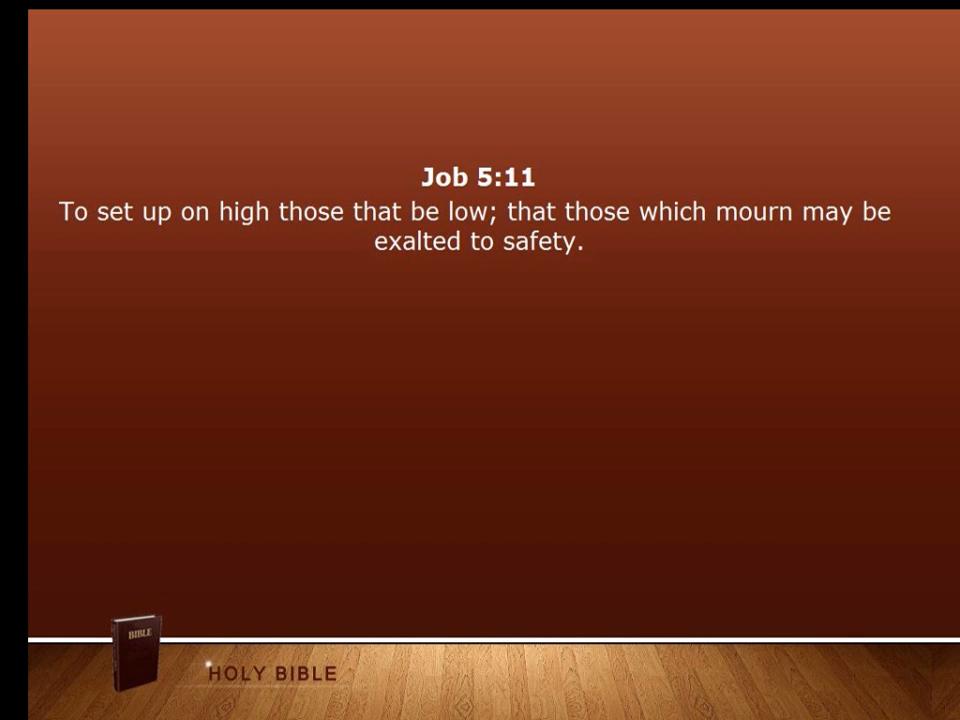 Job 5:11
To set up on high those that be low; that those which mourn may be
exalted to safety.
BIBLE
HOLY BIBLE